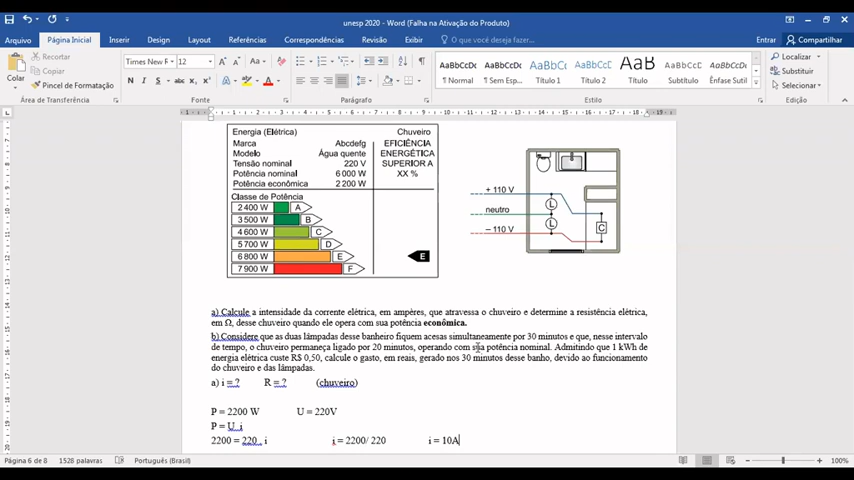 unesp 2020 - Word (Falha na Ativação do Produto)
Arquivo Página Inicial Inserir Design Layout Referências Correspondências Revisão Exibir O que você deseja fazer... Entrar Compartilhar
Recortar
Copiar
Pincel de Formatação
Colar
Área de Transferência
Times New R 12
N I S abc x₂ x²
Fonte
Parágrafo
AaBbCcDc AaBbCcDc AaBbC AaBbCcC AaB AaBbCcD AaBbCcDc
¶ Normal ¶ Sem Esp... Título 1 Título 2 Título Subtítulo Ênfase Sutil
Estilo
Localizar
Substituir
Selecionar
Edição
Energia (Elétrica) Chuveiro
Marca Abcdefg
Modelo Água quente
Tensão nominal 220 V
Potência nominal 6 000 W
Potência econômica 2 200 W
EFICIÊNCIA
ENERGÉTICA
SUPERIOR A
XX %
Classe de Potência
2 400 W A
3 500 W B
4 600 W C
5 700 W D
6 800 W E E
7 900 W F
+ 110 V
neutro
– 110 V
L
L
C
a) Calcule a intensidade da corrente elétrica, em ampères, que atravessa o chuveiro e determine a resistência elétrica,
em Ω, desse chuveiro quando ele opera com sua potência econômica.
b) Considere que as duas lâmpadas desse banheiro fiquem acesas simultaneamente por 30 minutos e que, nesse intervalo
de tempo, o chuveiro permaneça ligado por 20 minutos, operando com sua potência nominal. Admitindo que 1 kWh de
energia elétrica custe R$ 0,50, calcule o gasto, em reais, gerado nos 30 minutos desse banho, devido ao funcionamento
do chuveiro e das lâmpadas.
a) i = ? R = ? (chuveiro)
P = 2200 W U = 220V
P = U . i
2200 = 220 . i i = 2200/ 220 i = 10A
Página 6 de 8 1528 palavras Português (Brasil) 100%